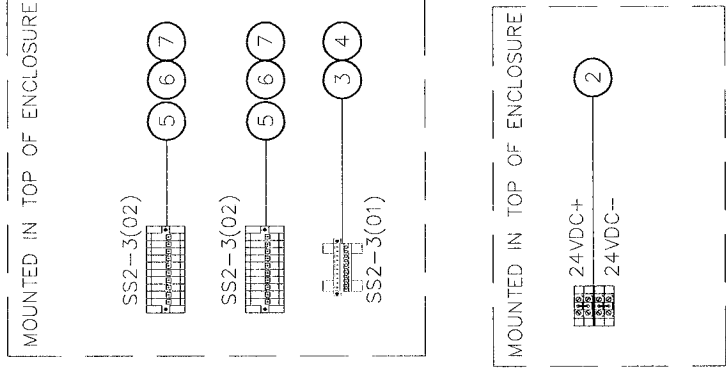 MOUNTED IN TOP OF ENCLOSURE
SS2-3(02)
5 6 7
SS2-3(02)
5 6 7
SS2-3(01)
3 4
MOUNTED IN TOP OF ENCLOSURE
24VDC+
24VDC-
2